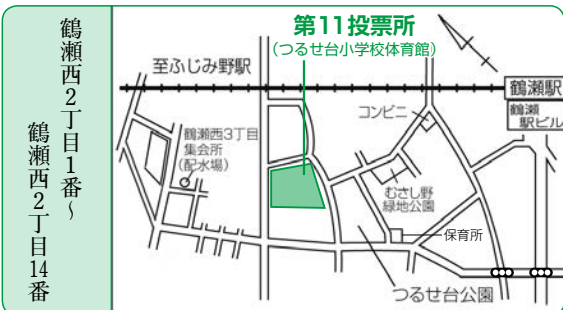 鶴瀬西2丁目1番～
鶴瀬西2丁目14番
第11投票所
(つるせ台小学校体育館)
至ふじみ野駅
鶴瀬駅
鶴瀬
駅ビル
コンビニ
鶴瀬西3丁目
集会所
(配水場)
むさし野
緑地公園
保育所
つるせ台公園